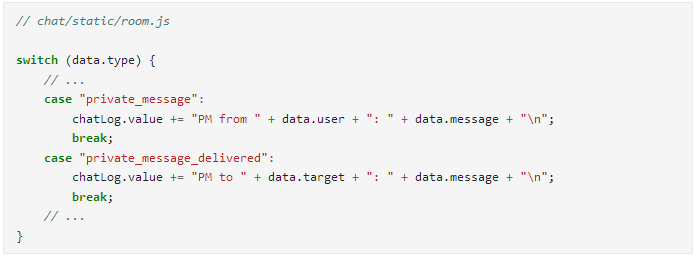 // chat/static/room.js

switch (data.type) {
    // ...
    case "private_message":
        chatLog.value += "PM from " + data.user + ": " + data.message + "\n";
        break;
    case "private_message_delivered":
        chatLog.value += "PM to " + data.target + ": " + data.message + "\n";
        break;
    // ...
}